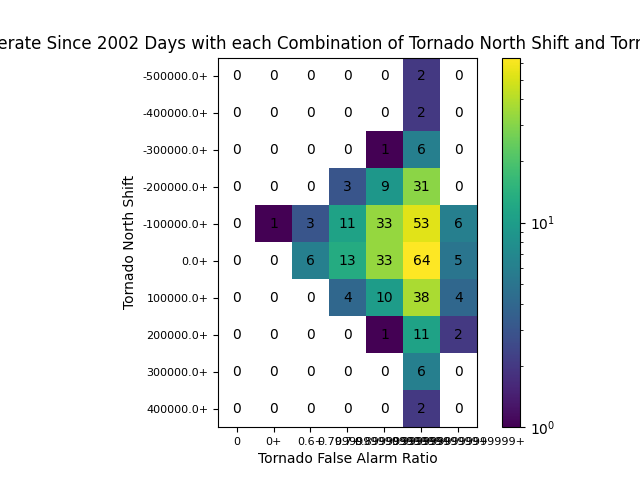 erate Since 2002 Days with each Combination of Tornado North Shift and Tor
-500000.0+ 0 0 0 0 0 2 0
-400000.0+ 0 0 0 0 0 2 0
-300000.0+ 0 0 0 0 1 6 0
-200000.0+ 0 0 0 3 9 31 0
-100000.0+ 0 1 3 11 33 53 6
0.0+ 0 0 6 13 33 64 5
100000.0+ 0 0 0 4 10 38 4
200000.0+ 0 0 0 0 1 11 2
300000.0+ 0 0 0 0 0 6 0
400000.0+ 0 0 0 0 0 2 0
0 0+
Tornado False Alarm Ratio
Tornado North Shift
10^1
10^0